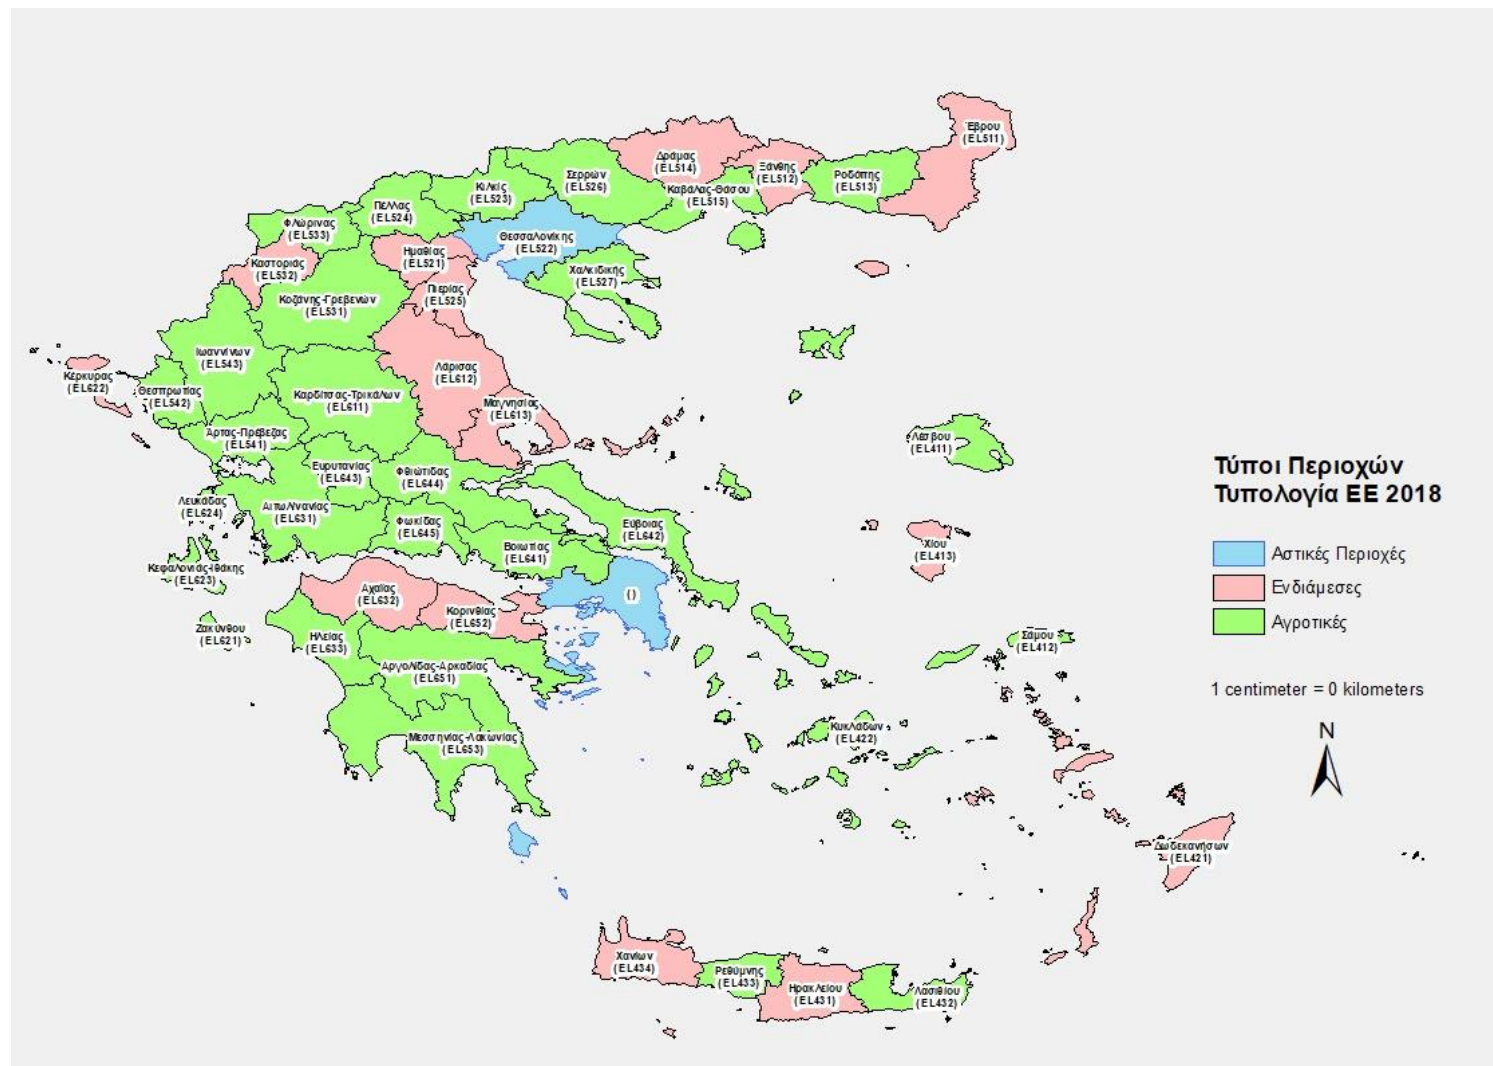 Έβρου
(EL511)
Δράμας
(EL514)
Ξάνθης
(EL512)
Ροδόπης
(EL513)
Σερρών
(EL526)
Καβάλας-Θάσου
(EL515)
Κιλκίς
(EL523)
Πέλλας
(EL524)
Φλώρινας
(EL533)
Θεσσαλονίκης
(EL522)
Ημαθίας
(EL521)
Καστοριάς
(EL532)
Χαλκιδικής
(EL527)
Πιερίας
(EL525)
Κοζάνης-Γρεβενών
(EL531)
Ιωαννίνων
(EL543)
Λάρισας
(EL612)
Κέρκυρας
(EL622)
Θεσπρωτίας
(EL542)
Καρδίτσας-Τρικάλων
(EL611)
Μαγνησίας
(EL613)
Άρτας-Πρέβεζας
(EL541)
Λέσβου
(EL411)
Ευρυτανίας
(EL643)
Φθιώτιδας
(EL644)
Λευκάδας
(EL624)
Αιτωλ/νανίας
(EL631)
Φωκίδας
(EL645)
Εύβοιας
(EL642)
Βοιωτίας
(EL641)
Χίου
(EL413)
Κεφαλονιάς-Ιθάκης
(EL623)
Αχαΐας
(EL632)
()
Κορινθίας
(EL652)
Ζακύνθου
(EL621)
Ηλείας
(EL633)
Σάμου
(EL412)
Αργολίδας-Αρκαδίας
(EL651)
Κυκλάδων
(EL422)
Μεσσηνίας-Λακωνίας
(EL653)
Δωδεκανήσων
(EL421)
Χανίων
(EL434)
Ρεθύμνης
(EL433)
Ηρακλείου
(EL431)
Λασιθίου
(EL432)
Τύποι Περιοχών
Τυπολογία ΕΕ 2018
Αστικές Περιοχές
Ενδιάμεσες
Αγροτικές
1 centimeter = 0 kilometers
N